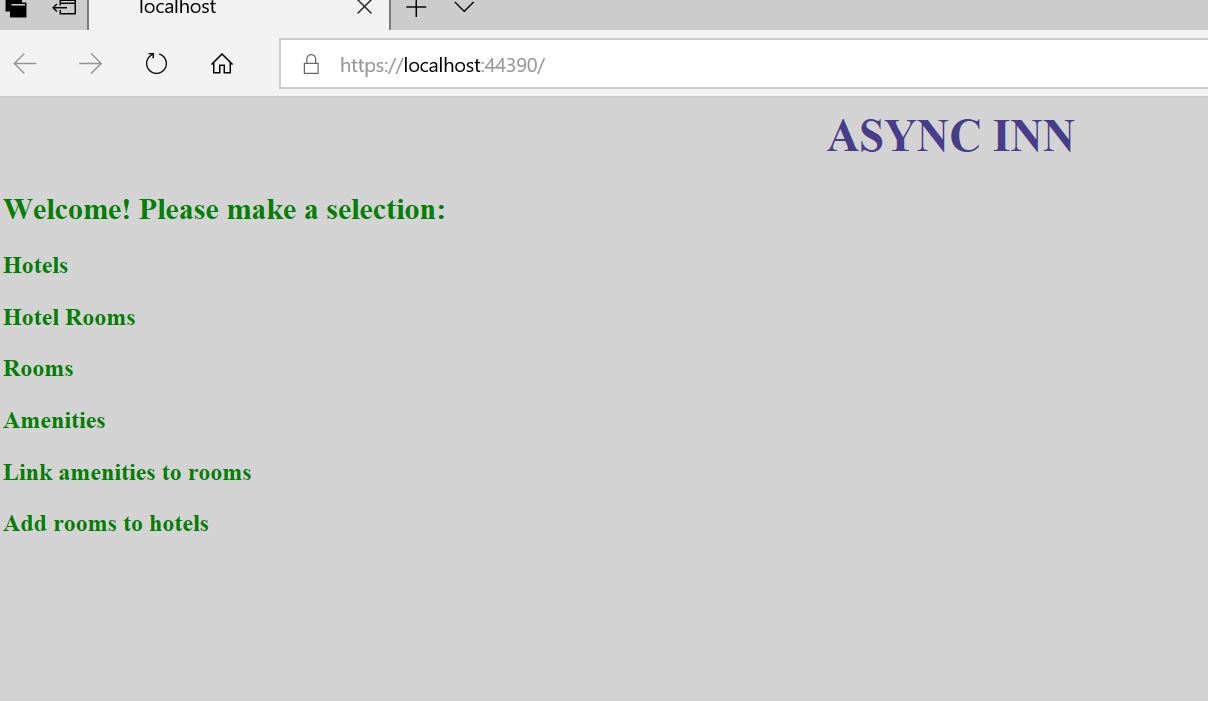 localhost
https://localhost:44390/
ASYNC INN
Welcome! Please make a selection:
Hotels
Hotel Rooms
Rooms
Amenities
Link amenities to rooms
Add rooms to hotels